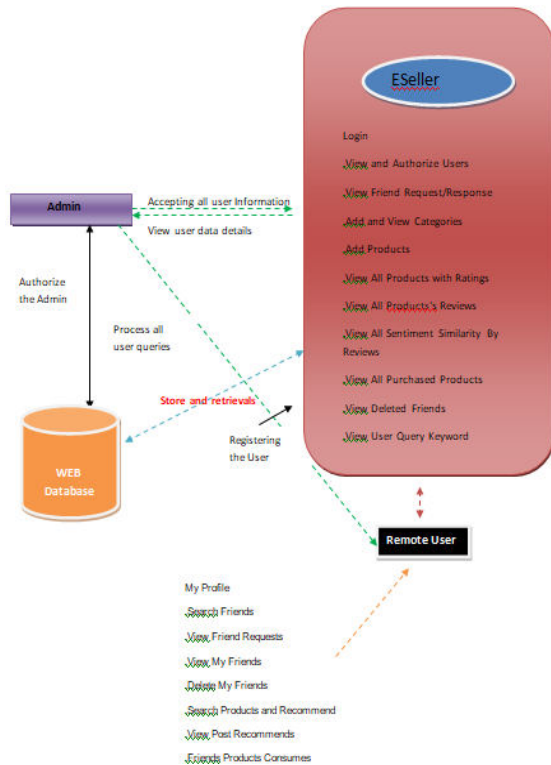 ESeller
Login
View and Authorize Users
View Friend Request/Response
Add and View Categories
Add Products
View All Products with Ratings
View All Products's Reviews
View All Sentiment Similarity By
Reviews
View All Purchased Products
View Deleted Friends
View User Query Keyword
Admin
Accepting all user Information
View user data details
Authorize
the Admin
Process all
user queries
Store and retrievals
Registering
the User
WEB
Database
Remote User
My Profile
Search Friends
View Friend Requests
View My Friends
Delete My Friends
Search Products and Recommend
View Post Recommends
Friends Products Consumes